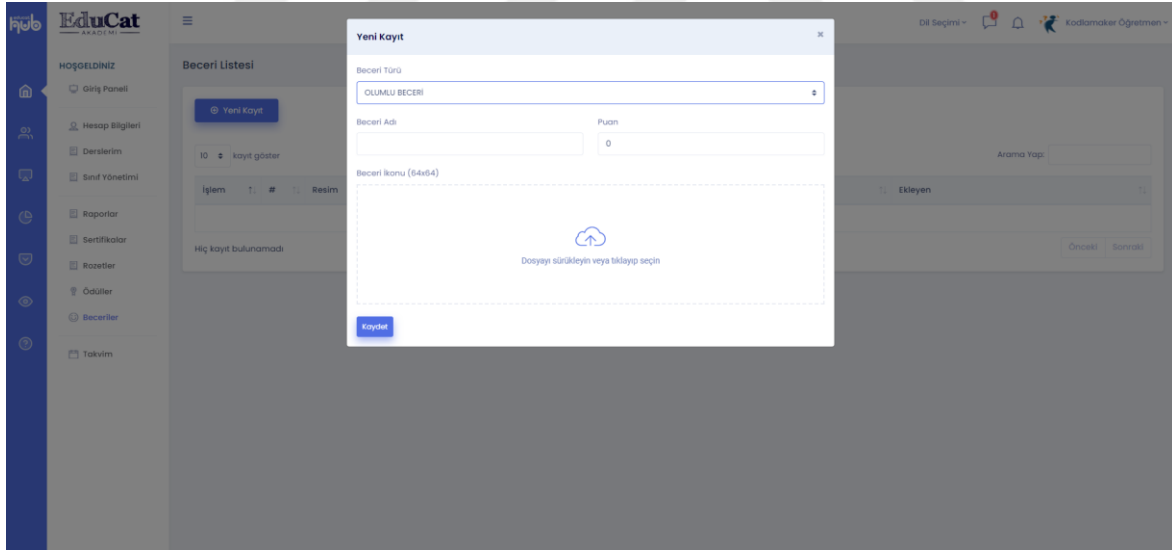 hub
EduCat
AKADEMİ
HOŞGELDİNİZ
Giriş Paneli
Hesap Bilgileri
Derslerim
Sınıf Yönetimi
Raporlar
Sertifikalar
Rozetler
Ödüller
Beceriler
Takvim
Dil Seçimi
Kodlamaker Öğretmen
Beceri Listesi
Yeni Kayıt
10 kayıt göster
Arama Yap:
İşlem # Resim Ekleyen
Hiç kayıt bulunamadı
Önceki Sonraki
Yeni Kayıt ×
Beceri Türü
OLUMLU BECERİ
Beceri Adı Puan
0
Beceri İkonu (64x64)
Dosyayı sürükleyin veya tıklayıp seçin
Kaydet